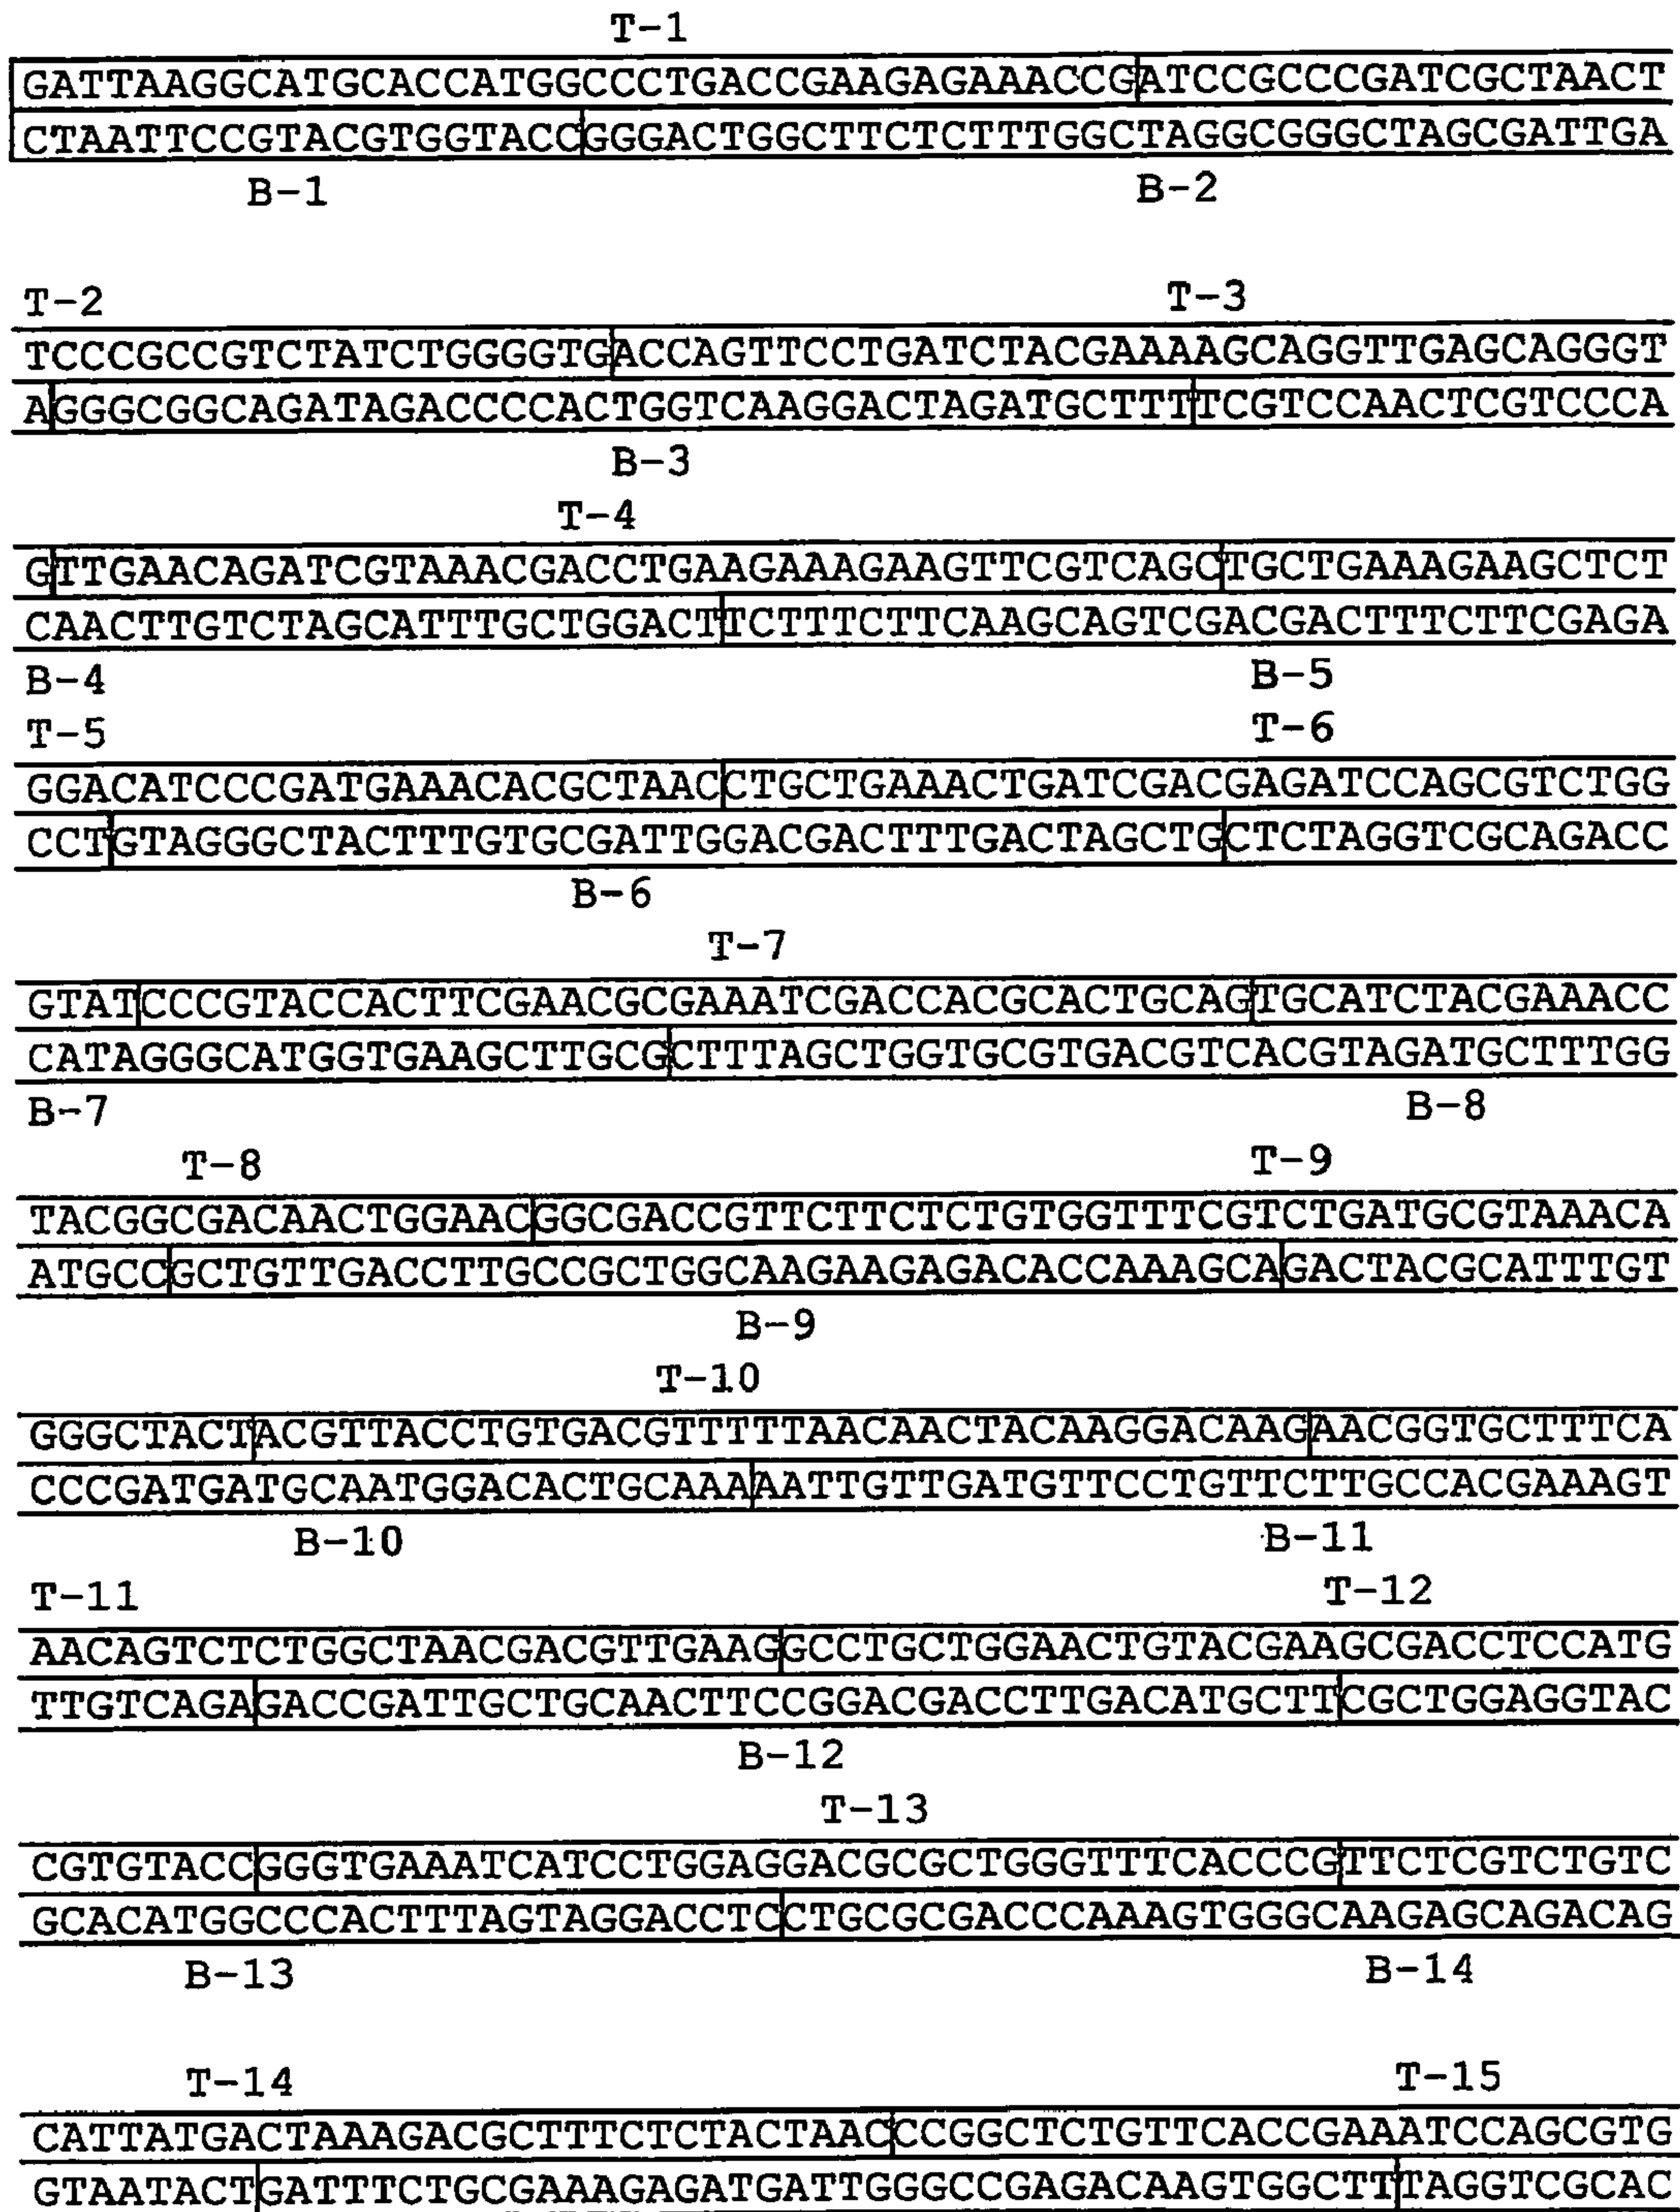 T-1
GATTAAGGCATGCACCATGGCCCTGACCGAAGAGAAACCGATCCGCCCGATCGCTAACT
CTAATTCCGTACGTGGTACCGGGACTGGCTTCTCTTTGGCTAGGCGGGCTAGCGATTGA
B-1 B-2
T-2 T-3
TCCCGCCGTCTATCTGGGGTGACCAGTTCCTGATCTACGAAAAGCAGGTTGAGCAGGGT
AGGGCGGCAGATAGACCCCACTGGTCAAGGACTAGATGCTTTTCGTCCAACTCGTCCCA
B-3
T-4
GTTGAACAGATCGTAAACGACCTGAAGAAAGAAGTTCGTCAGCTGCTGAAAGAAGCTCT
CAACTTGTCTAGCATTTGCTGGACTTCTTTCTTCAAGCAGTCGACGACTTTCTTCGAGA
B-4 B-5
T-5 T-6
GGACATCCCGATGAAACACGCTAACCTGCTGAAACTGATCGACGAGATCCAGCGTCTGG
CCTGTAGGGCTACTTTGTGCGATTGGACGACTTTGACTAGCTGCTCTAGGTCGCAGACC
B-6
T-7
GTATCCCGTACCACTTCGAACGCGAAATCGACCACGCACTGCAGTGCATCTACGAAACC
CATAGGGCATGGTGAAGCTTGCGCTTTAGCTGGTGCGTGACGTCACGTAGATGCTTTGG
B-7 B-8
T-8 T-9
TACGGCGACAACTGGAACGGCGACCGTTCTTCTCTGTGGTTTCGTCTGATGCGTAAACA
ATGCCGCTGTTGACCTTGCCGCTGGCAAGAAGAGACACCAAAGCAGACTACGCATTTGT
B-9
T-10
GGGCTACTACGTTACCTGTGACGTTTTTAACAACTACAAGGACAAGAACGGTGCTTTCA
CCCGATGATGCAATGGACACTGCAAAAATTGTTGATGTTCCTGTTCTTGCCACGAAAGT
B-10 B-11
T-11 T-12
AACAGTCTCTGGCTAACGACGTTGAAGGCCTGCTGGAACTGTACGAAGCGACCTCCATG
TTGTCAGAGACCGATTGCTGCAACTTCCGGACGACCTTGACATGCTTCGCTGGAGGTAC
B-12
T-13
CGTGTACCGGGTGAAATCATCCTGGAGGACGCGCTGGGTTTCACCCGTTCTCGTCTGTC
GCACATGGCCCACTTTAGTAGGACCTCCTGCGCGACCCAAAGTGGGCAAGAGCAGACAG
B-13 B-14
T-14 T-15
CATTATGACTAAAGACGCTTTCTCTACTAACCCGGCTCTGTTCACCGAAATCCAGCGTG
GTAATACTGATTTCTGCGAAAGAGATGATTGGGCCGAGACAAGTGGCTTTAGGTCGCAC